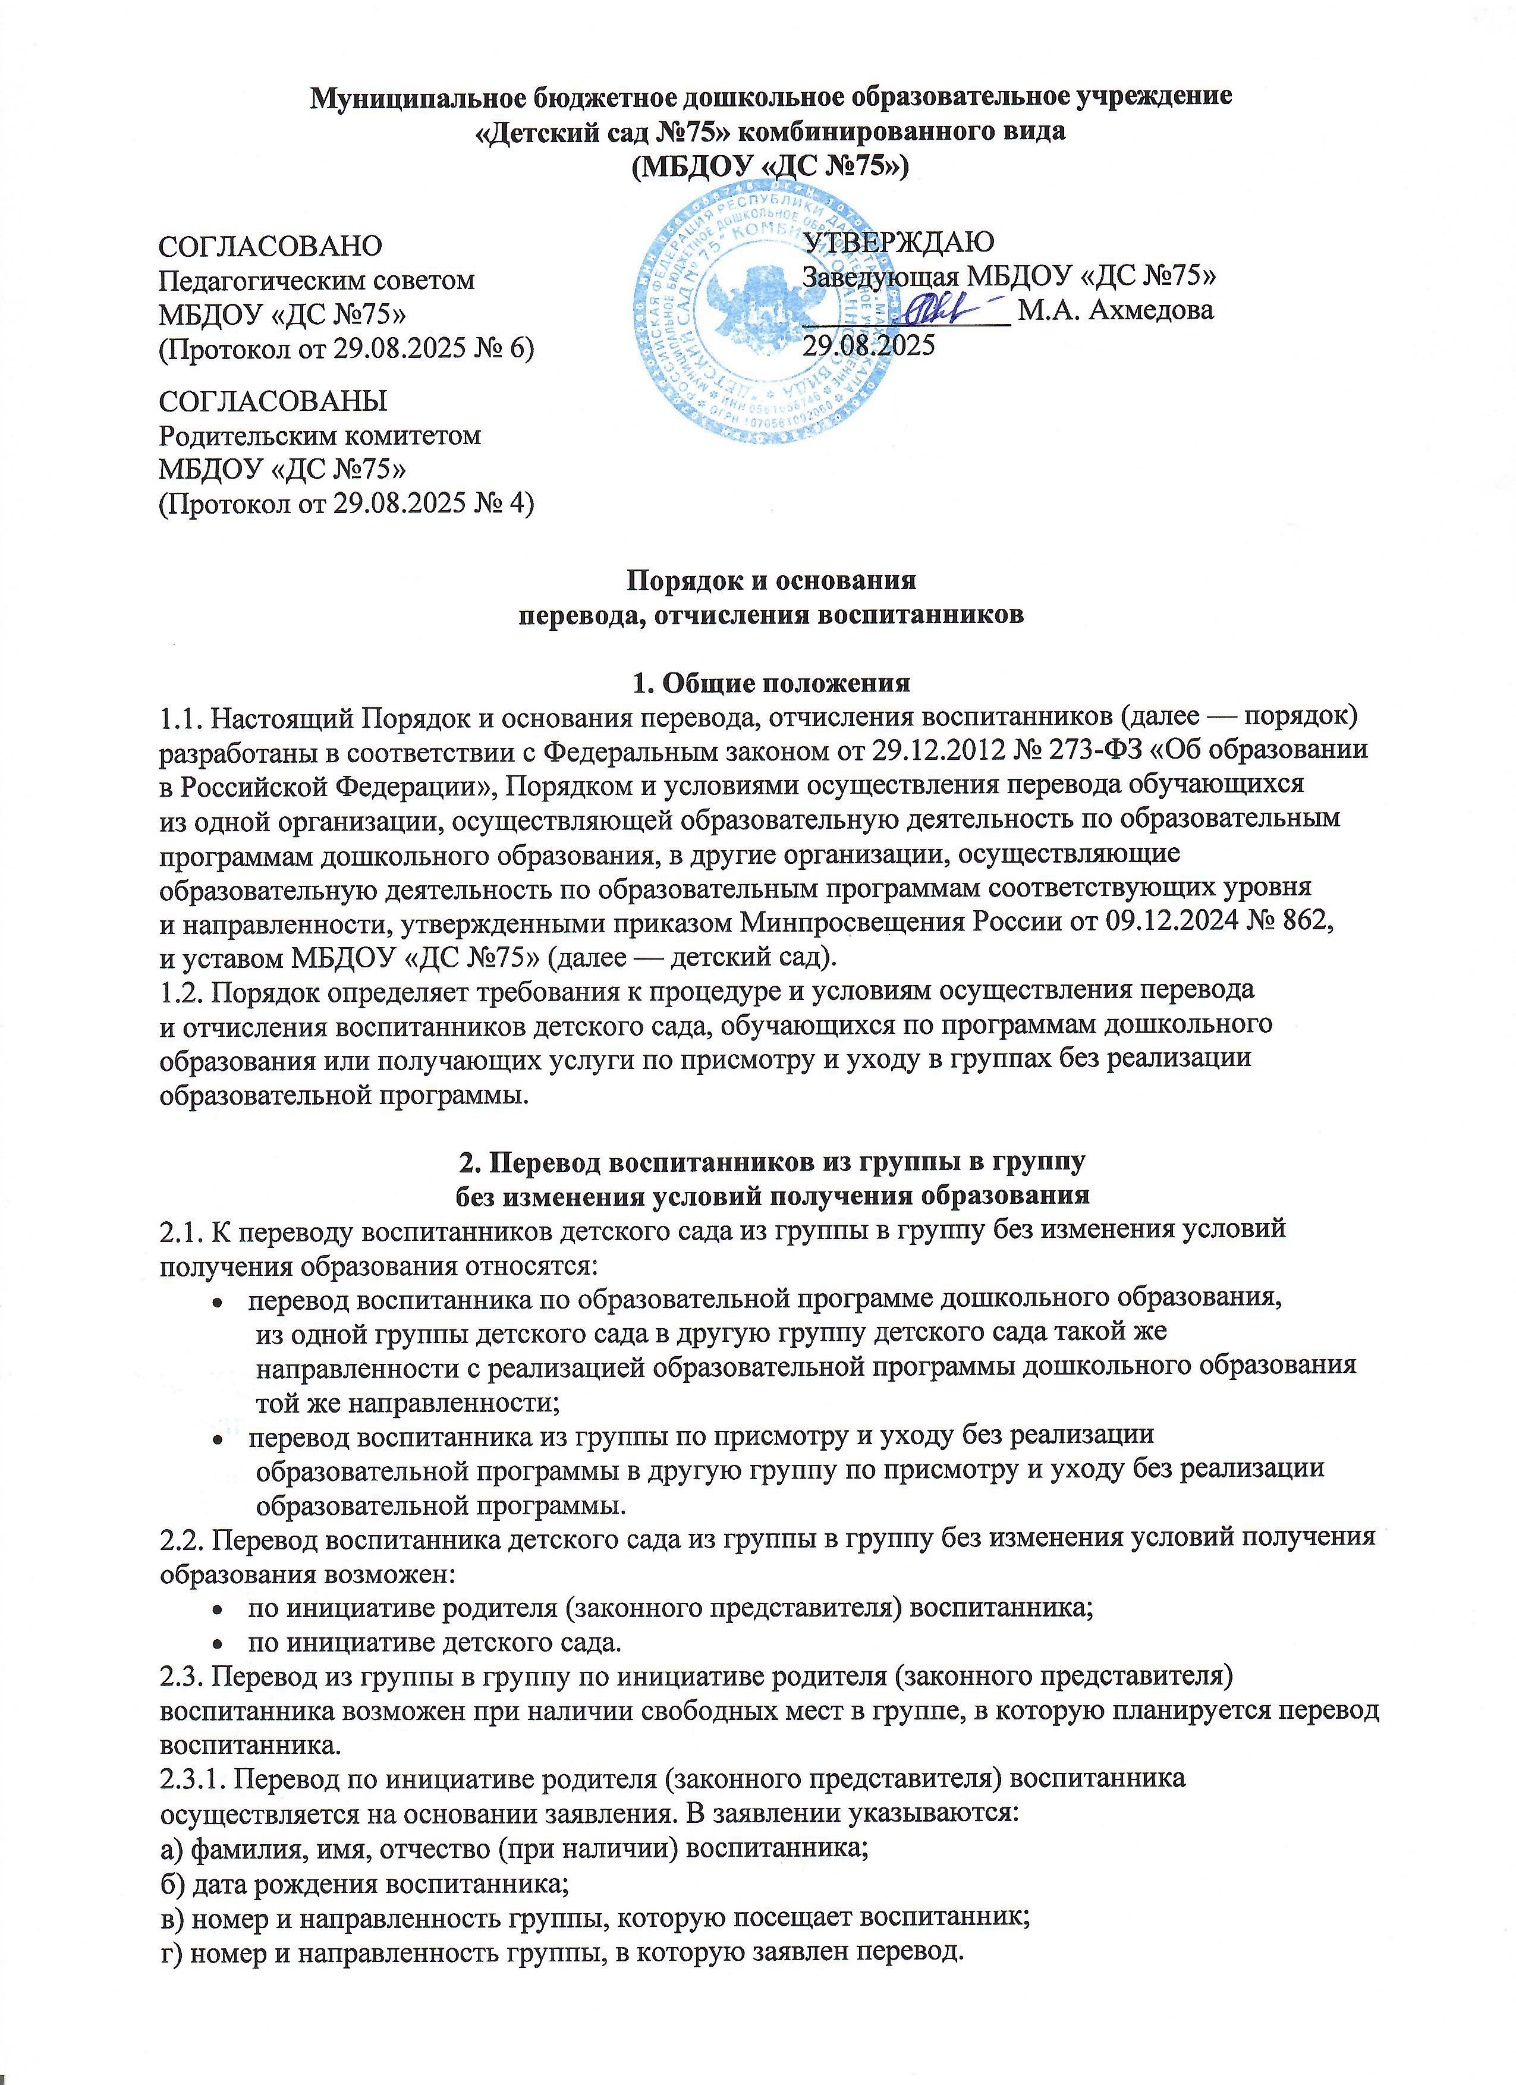 Муниципальное бюджетное дошкольное образовательное учреждение
«Детский сад №75» комбинированного вида
(МБДОУ «ДС №75»)
СОГЛАСОВАНО
Педагогическим советом
МБДОУ «ДС №75»
(Протокол от 29.08.2025 № 6)
УТВЕРЖДАЮ
Заведующая МБДОУ «ДС №75»
М.А. Ахмедова
29.08.2025
СОГЛАСОВАНЫ
Родительским комитетом
МБДОУ «ДС №75»
(Протокол от 29.08.2025 № 4)
Порядок и основания
перевода, отчисления воспитанников
1. Общие положения
1.1. Настоящий Порядок и основания перевода, отчисления воспитанников (далее — порядок)
разработаны в соответствии с Федеральным законом от 29.12.2012 № 273-ФЗ «Об образовании
в Российской Федерации», Порядком и условиями осуществления перевода обучающихся
из одной организации, осуществляющей образовательную деятельность по образовательным
программам дошкольного образования, в другие организации, осуществляющие
образовательную деятельность по образовательным программам соответствующих уровня
и направленности, утвержденными приказом Минпросвещения России от 09.12.2024 № 862,
и уставом МБДОУ «ДС №75» (далее — детский сад).
1.2. Порядок определяет требования к процедуре и условиям осуществления перевода
и отчисления воспитанников детского сада, обучающихся по программам дошкольного
образования или получающих услуги по присмотру и уходу в группах без реализации
образовательной программы.
2. Перевод воспитанников из группы в группу
без изменения условий получения образования
2.1. К переводу воспитанников детского сада из группы в группу без изменения условий
получения образования относятся:
• перевод воспитанника по образовательной программе дошкольного образования,
из одной группы детского сада в другую группу детского сада такой же
направленности с реализацией образовательной программы дошкольного образования
той же направленности;
• перевод воспитанника из группы по присмотру и уходу без реализации
образовательной программы в другую группу по присмотру и уходу без реализации
образовательной программы.
2.2. Перевод воспитанника детского сада из группы в группу без изменения условий получения
образования возможен:
• по инициативе родителя (законного представителя) воспитанника;
• по инициативе детского сада.
2.3. Перевод из группы в группу по инициативе родителя (законного представителя)
воспитанника возможен при наличии свободных мест в группе, в которую планируется перевод
воспитанника.
2.3.1. Перевод по инициативе родителя (законного представителя) воспитанника
осуществляется на основании заявления. В заявлении указываются:
а) фамилия, имя, отчество (при наличии) воспитанника;
б) дата рождения воспитанника;
в) номер и направленность группы, которую посещает воспитанник;
г) номер и направленность группы, в которую заявлен перевод.